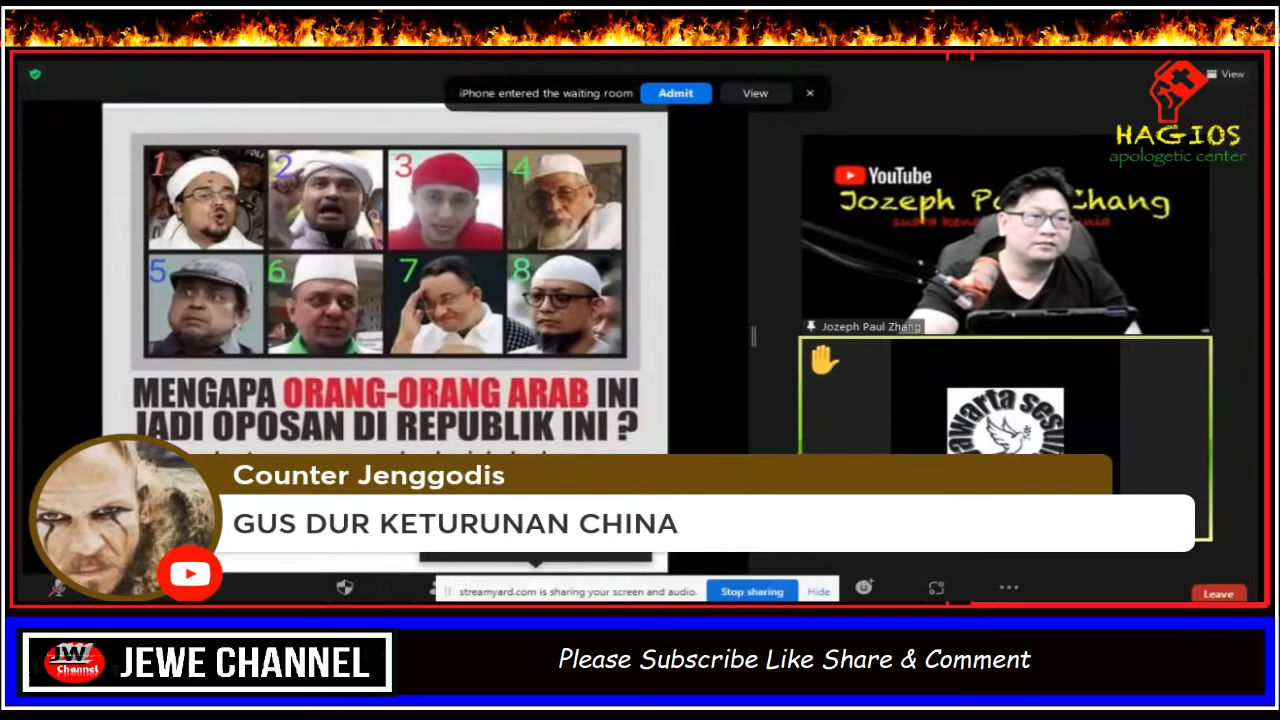 iPhone entered the waiting room
Admit
View
×
View
HAGIOS
apologetic center
1 2 3 4
5 6 7 8
MENGAPA ORANG-ORANG ARAB INI
JADI OPOSAN DI REPUBLIK INI ?
YouTube
Jozeph Zhang
Jozeph Paul Zhang
Counter Jenggodis
GUS DUR KETURUNAN CHINA
streamyard.com is sharing your screen and audio.
Stop sharing
Hide
Leave
JW
Channel
JEWE CHANNEL
Please Subscribe Like Share & Comment